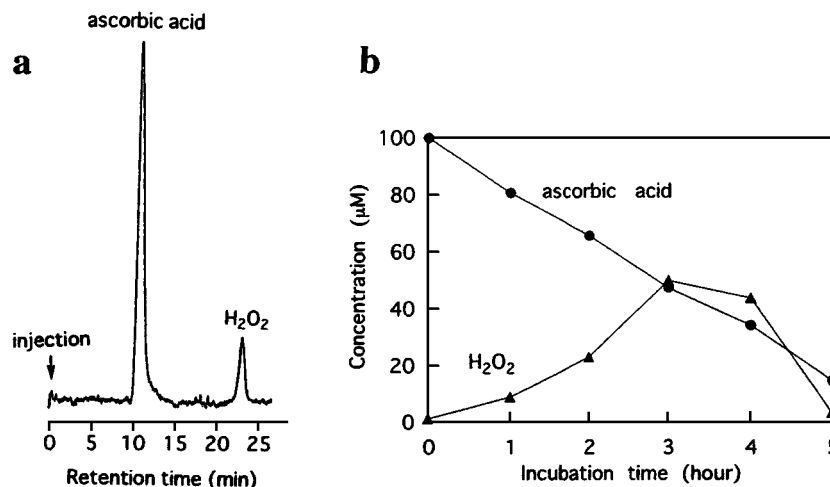 a
ascorbic acid
H₂O₂
injection
0 5 10 15 20 25
Retention time (min)
b
100
80
60
40
20
0
Concentration (μM)
ascorbic acid
H₂O₂
0 1 2 3 4 5
Incubation time (hour)